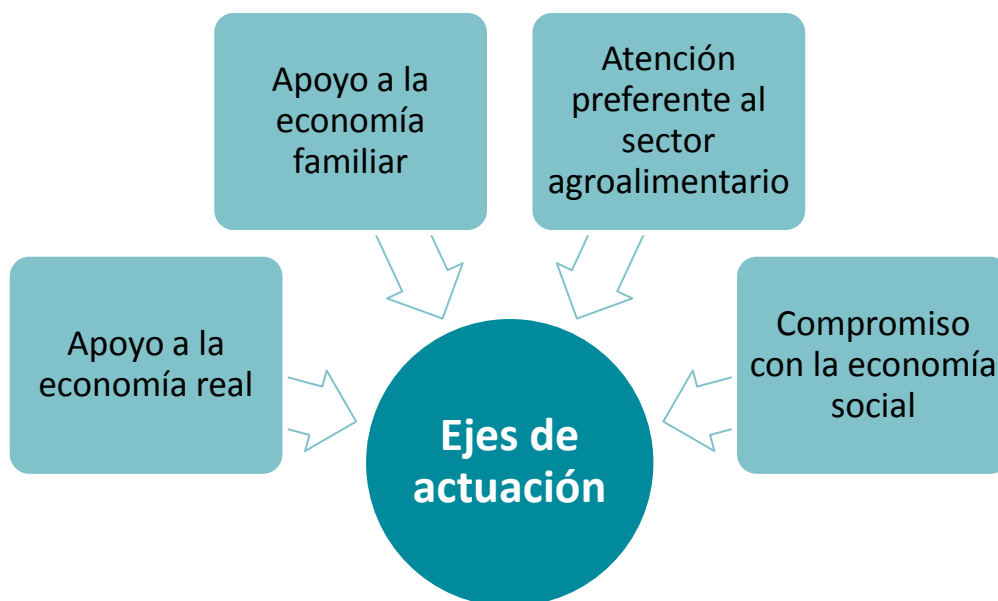 Apoyo a la
economía
familiar
Atención
preferente al
sector
agroalimentario
Apoyo a la
economía real
Compromiso
con la economía
social
Ejes de
actuación